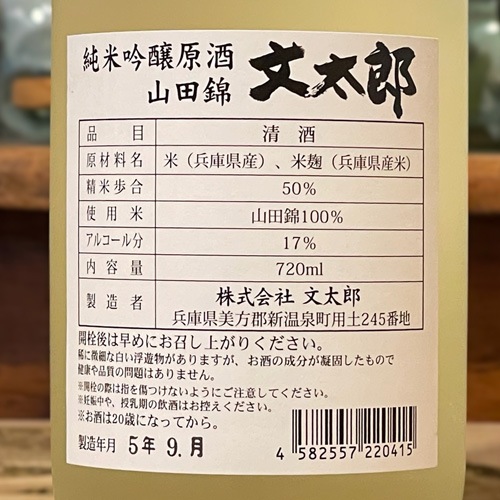 純米吟醸原酒 文太郎
山田錦
品目 清酒
原材料名 米(兵庫県産)、米麹(兵庫県産米)
精米歩合 50%
使用米 山田錦100%
アルコール分 17%
内容量 720ml
製造者 株式会社 文太郎
兵庫県美方郡新温泉町用土245番地
開栓後は早めにお召し上がりください。
稀に微細な白い浮遊物がありますが、お酒の成分が凝固したもので
健康や品質の問題はありません。
※開栓の際は指を傷つけないようにご注意してください。
※妊娠中や、授乳期の飲酒はお控えください。
※お酒は20歳になってから。
製造年月 5年9.月
4 582557 220415